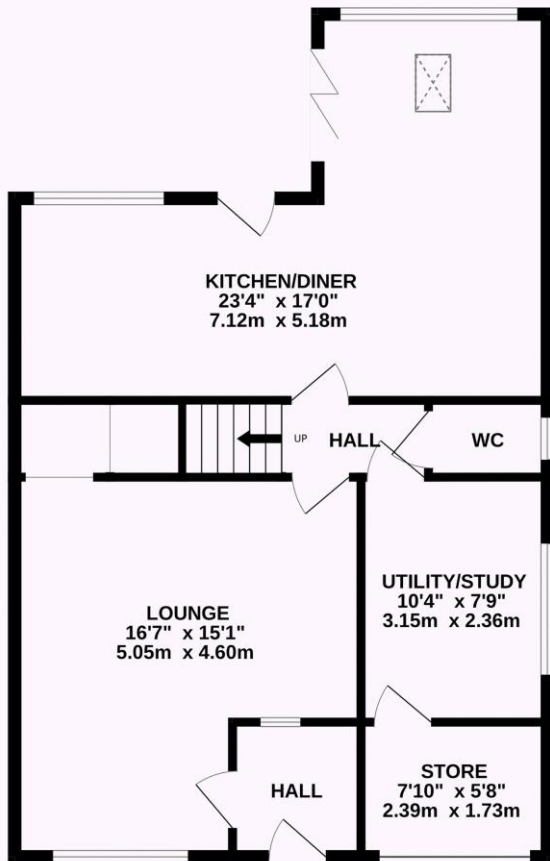 KITCHEN/DINER
23'4" x 17'0"
7.12m x 5.18m
UP
HALL
WC
UTILITY/STUDY
10'4" x 7'9"
3.15m x 2.36m
LOUNGE
16'7" x 15'1"
5.05m x 4.60m
HALL
STORE
7'10" x 5'8"
2.39m x 1.73m